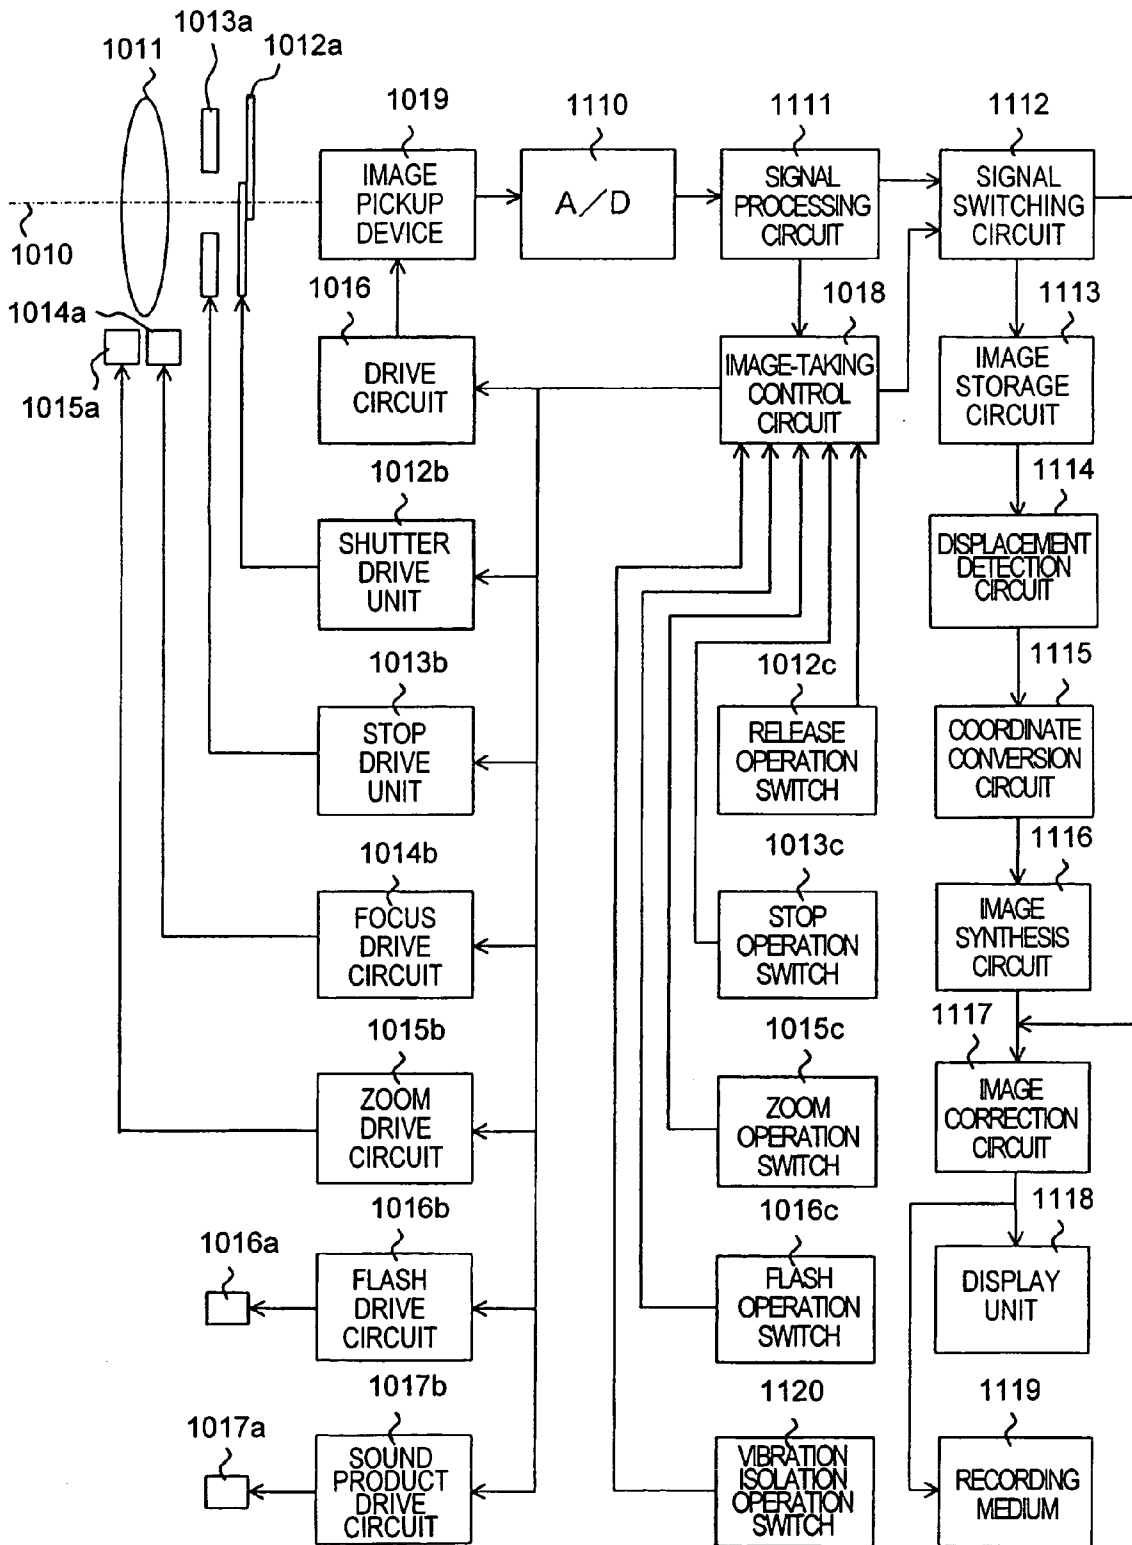 1013a
1011
1012a
1019
1110
1111
1112
IMAGE
PICKUP
DEVICE
A/D
SIGNAL
PROCESSING
CIRCUIT
SIGNAL
SWITCHING
CIRCUIT
1010
1014a
1016
1018
1113
1015a
DRIVE
CIRCUIT
IMAGE-TAKING
CONTROL
CIRCUIT
IMAGE
STORAGE
CIRCUIT
1012b
1114
SHUTTER
DRIVE
UNIT
DISPLACEMENT
DETECTION
CIRCUIT
1013b
1012c
1115
STOP
DRIVE
UNIT
RELEASE
OPERATION
SWITCH
COORDINATE
CONVERSION
CIRCUIT
1014b
1013c
1116
FOCUS
DRIVE
CIRCUIT
STOP
OPERATION
SWITCH
IMAGE
SYNTHESIS
CIRCUIT
1015b
1015c
1117
ZOOM
DRIVE
CIRCUIT
ZOOM
OPERATION
SWITCH
IMAGE
CORRECTION
CIRCUIT
1016a
1016b
1016c
1118
FLASH
DRIVE
CIRCUIT
FLASH
OPERATION
SWITCH
DISPLAY
UNIT
1017a
1017b
1120
1119
SOUND
PRODUCT
DRIVE
CIRCUIT
VIBRATION
ISOLATION
OPERATION
SWITCH
RECORDING
MEDIUM